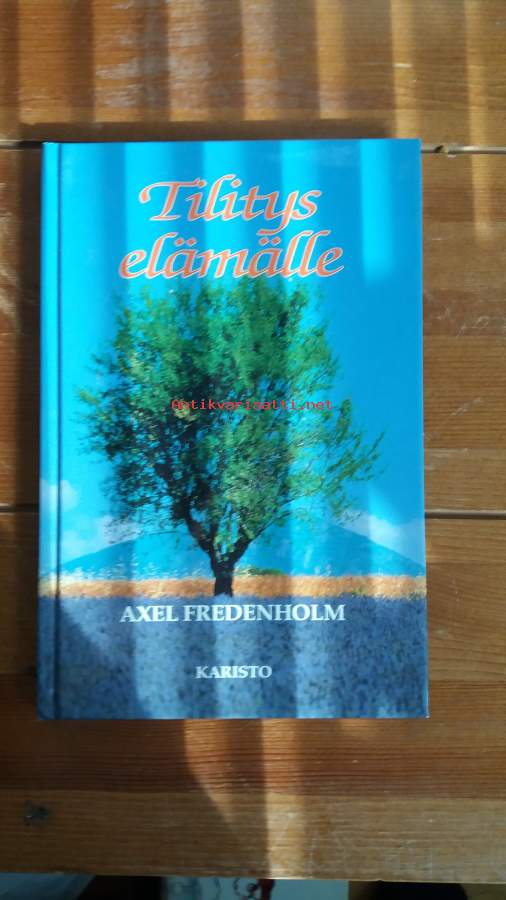 Tilitys
elämälle
Antikvariaatti.net
AXEL FREDENHOLM
KARISTO